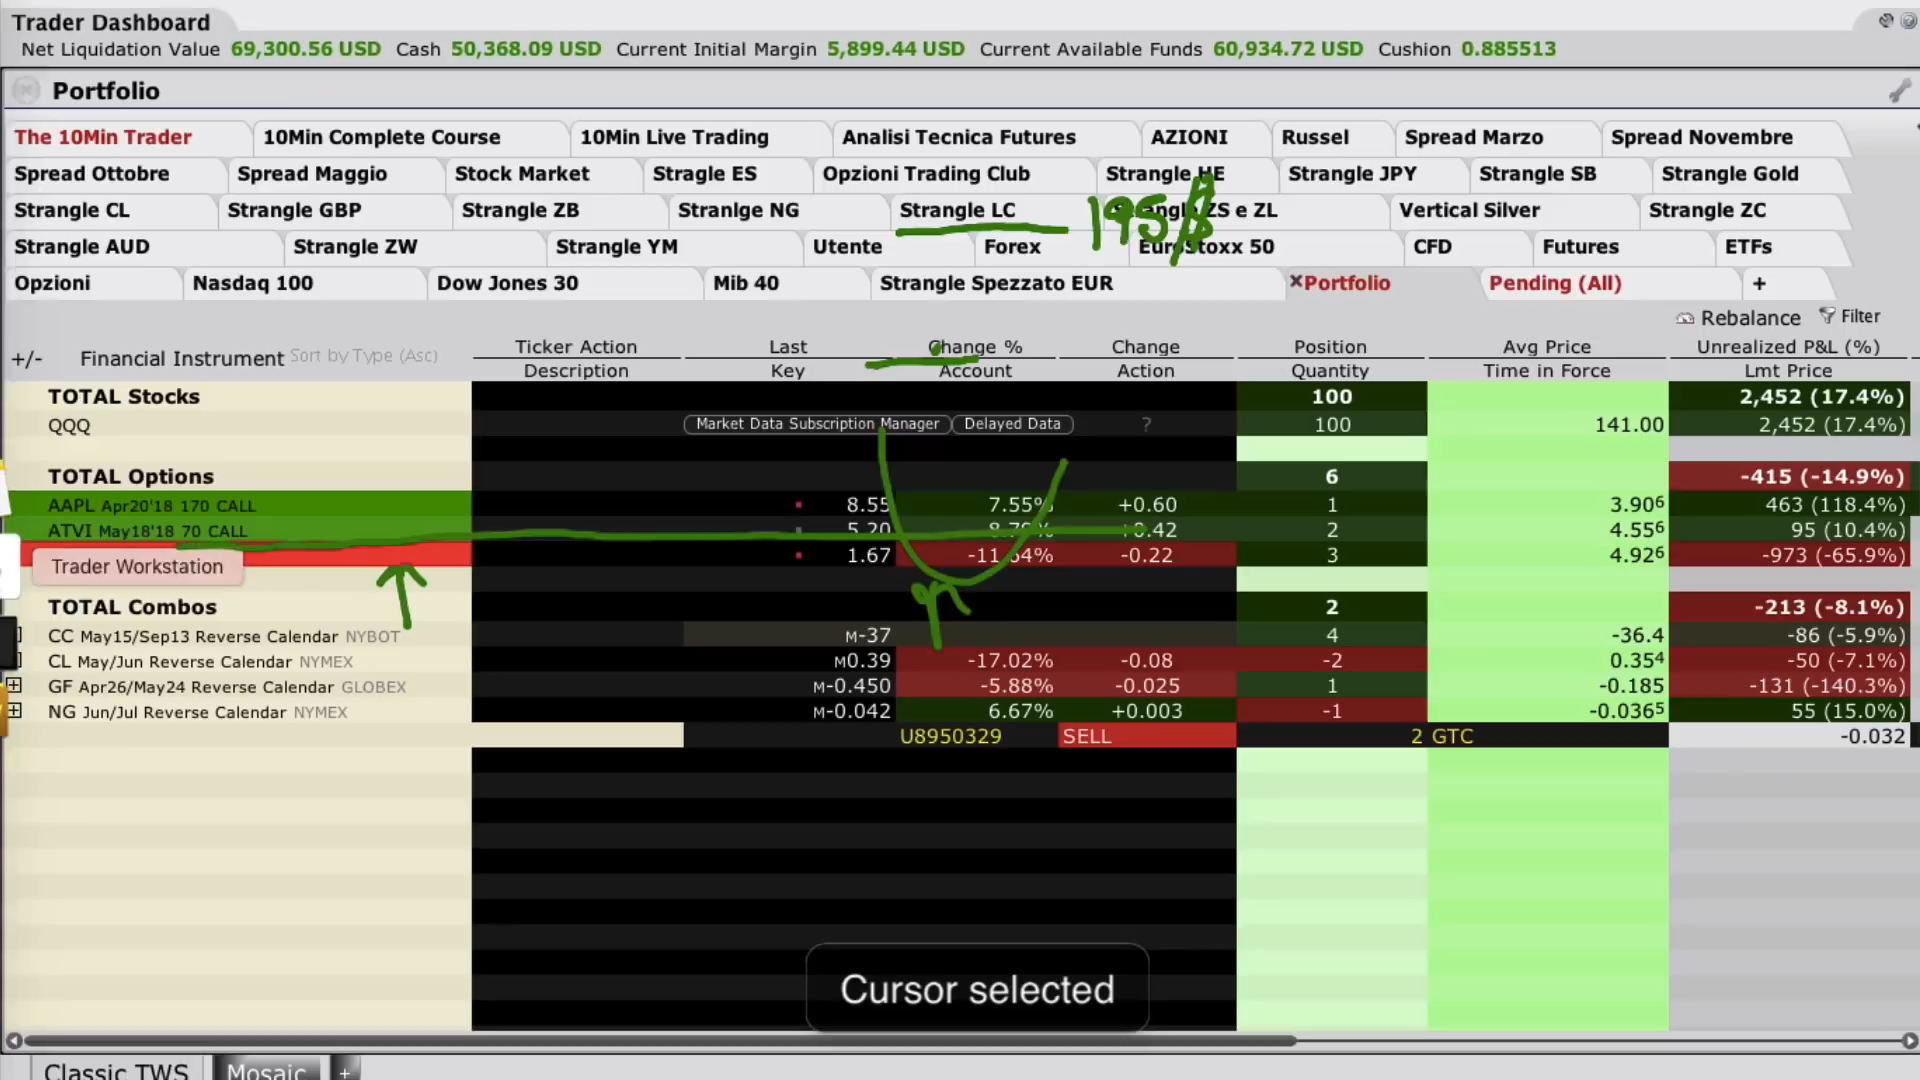 Trader Dashboard
Net Liquidation Value 69,300.56 USD Cash 50,368.09 USD Current Initial Margin 5,899.44 USD Current Available Funds 60,934.72 USD Cushion 0.885513
Portfolio
The 10Min Trader 10Min Complete Course 10Min Live Trading Analisi Tecnica Futures AZIONI Russel Spread Marzo Spread Novembre
Spread Ottobre Spread Maggio Stock Market Stragle ES Opzioni Trading Club Strangle HE Strangle JPY Strangle SB Strangle Gold
Strangle CL Strangle GBP Strangle ZB Stranlge NG Strangle LC 195$ ZS e ZL Vertical Silver Strangle ZC
Strangle AUD Strangle ZW Strangle YM Utente Forex EuroStoxx 50 CFD Futures ETFs
Opzioni Nasdaq 100 Dow Jones 30 Mib 40 Strangle Spezzato EUR Portfolio Pending (All) +
Rebalance Filter
+/- Financial Instrument Sort by Type (Asc) Ticker Action Last Change % Change Position Avg Price Unrealized P&L (%)
Description Key Account Action Quantity Time in Force Lmt Price
TOTAL Stocks 100 2,452 (17.4%)
QQQ Market Data Subscription Manager Delayed Data ? 100 141.00 2,452 (17.4%)
TOTAL Options 6 -415 (-14.9%)
AAPL Apr20'18 170 CALL 8.55 7.55% +0.60 1 3.906 463 (118.4%)
ATVI May18'18 70 CALL 5.20 8.79% +0.42 2 4.556 95 (10.4%)
Trader Workstation 1.67 -11.64% -0.22 3 4.926 -973 (-65.9%)
TOTAL Combos 2 -213 (-8.1%)
CC May15/Sep13 Reverse Calendar NYBOT M-37 4 -36.4 -86 (-5.9%)
CL May/Jun Reverse Calendar NYMEX M0.39 -17.02% -0.08 -2 0.354 -50 (-7.1%)
GF Apr26/May24 Reverse Calendar GLOBEX M-0.450 -5.88% -0.025 1 -0.185 -131 (-140.3%)
NG Jun/Jul Reverse Calendar NYMEX M-0.042 6.67% +0.003 -1 -0.0365 55 (15.0%)
U8950329 SELL 2 GTC -0.032
Cursor selected
Classic TWS Mosaic +